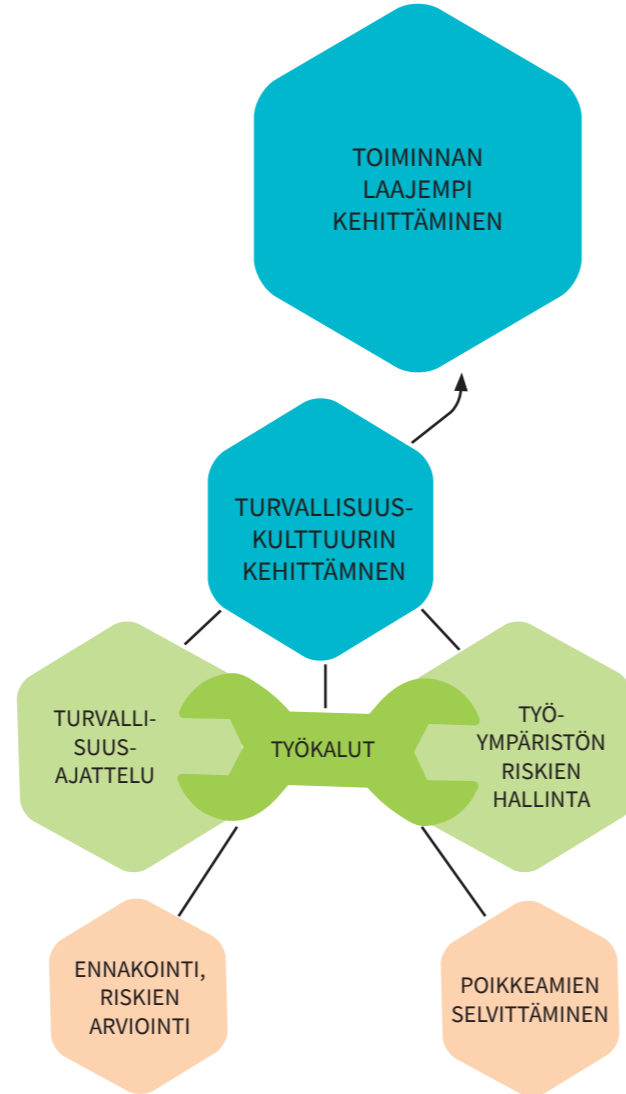 TOIMINNAN
LAAJEMPI
KEHITTÄMINEN
TURVALLISUUS-
KULTTUURIN
KEHITTÄMNEN
TURVALLI-
SUUS-
AJATTELU
TYÖKALUT
TYÖ-
YMPÄRISTÖN
RISKIEN
HALLINTA
ENNAKOINTI,
RISKIEN
ARVIOINTI
POIKKEAMIEN
SELVITTÄMINEN